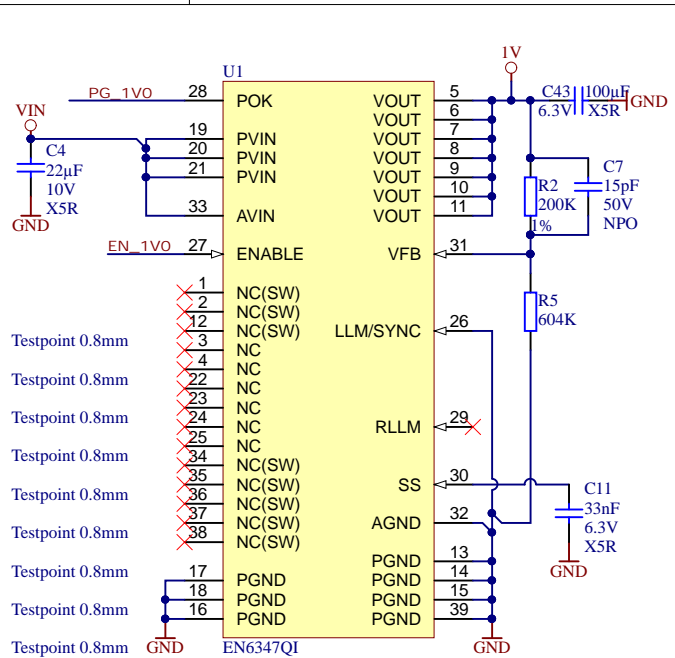 U1
1V
PG_1V0 28 POK VOUT 5 C43 100µF GND
VOUT 6 6.3V X5R
VIN
19 PVIN VOUT 7
C4
20 PVIN VOUT 8
22µF
21 PVIN VOUT 9
C7
10V
VOUT 10 R2 15pF
X5R
33 AVIN VOUT 11 200K 50V
GND
1% NPO
EN_1V0 27 ENABLE VFB 31
1 NC(SW)
2 NC(SW) R5
12 NC(SW) LLM/SYNC 26 604K
Testpoint 0.8mm
3 NC
4 NC
Testpoint 0.8mm
22 NC
23 NC
Testpoint 0.8mm
24 NC RLLM 29
25 NC
Testpoint 0.8mm
34 NC(SW)
35 NC(SW) SS 30 C11
Testpoint 0.8mm
36 NC(SW) 33nF
37 NC(SW) AGND 32 6.3V
Testpoint 0.8mm
38 NC(SW) X5R
PGND 13
Testpoint 0.8mm
GND
17 PGND PGND 14
18 PGND PGND 15
Testpoint 0.8mm
16 PGND PGND 39
Testpoint 0.8mm GND EN6347QI GND